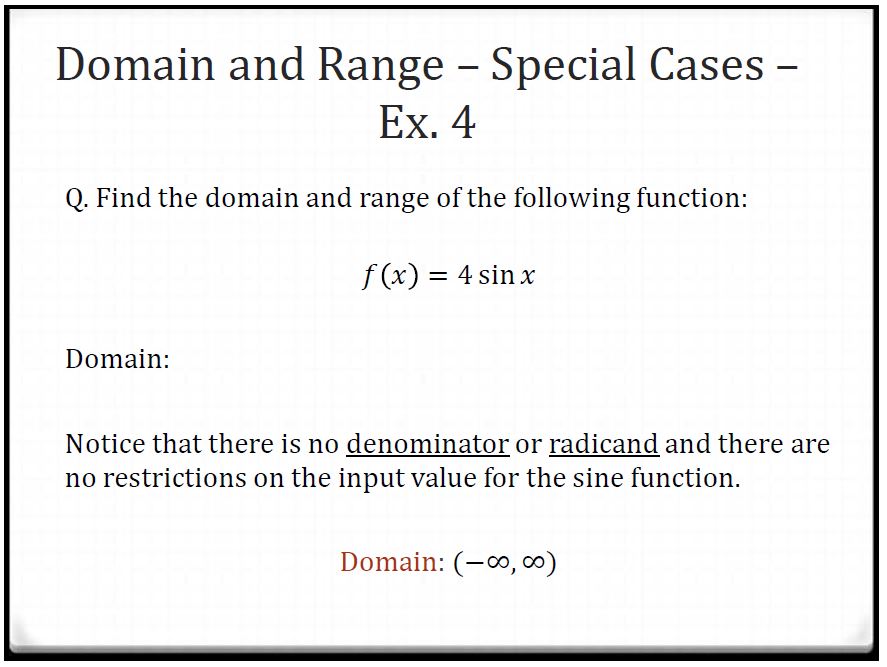 Domain and Range – Special Cases –
Ex. 4
Q. Find the domain and range of the following function:
f(x) = 4 sin x
Domain:
Notice that there is no denominator or radicand and there are
no restrictions on the input value for the sine function.
Domain: (−∞, ∞)